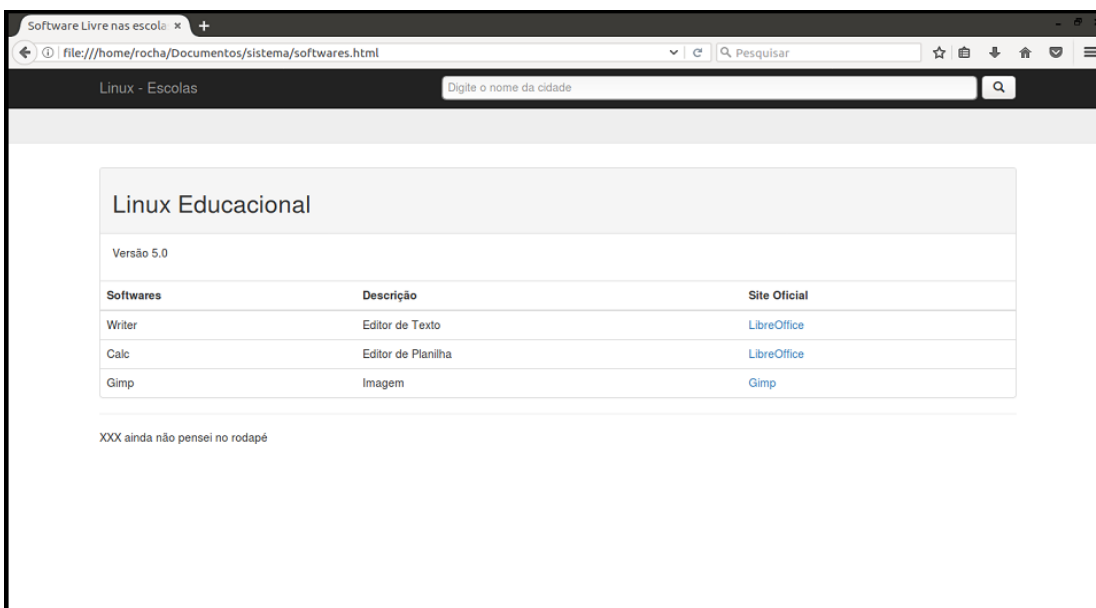 Software Livre nas escola
file:///home/rocha/Documentos/sistema/softwares.html
Pesquisar
Linux - Escolas
Digite o nome da cidade
Linux Educacional
Versão 5.0
Softwares Descrição Site Oficial
Writer Editor de Texto LibreOffice
Calc Editor de Planilha LibreOffice
Gimp Imagem Gimp
XXX ainda não pensei no rodapé